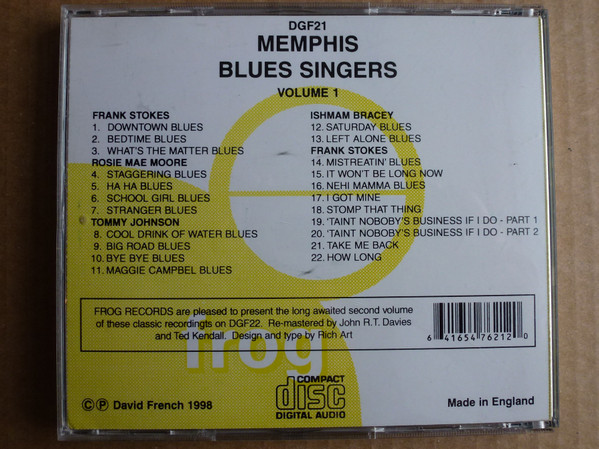 DGF21
MEMPHIS
BLUES SINGERS
VOLUME 1
FRANK STOKES
1. DOWNTOWN BLUES
2. BEDTIME BLUES
3. WHAT'S THE MATTER BLUES
ROSIE MAE MOORE
4. STAGGERING BLUES
5. HA HA BLUES
6. SCHOOL GIRL BLUES
7. STRANGER BLUES
TOMMY JOHNSON
8. COOL DRINK OF WATER BLUES
9. BIG ROAD BLUES
10. BYE BYE BLUES
11. MAGGIE CAMPBEL BLUES
ISHMAM BRACEY
12. SATURDAY BLUES
13. LEFT ALONE BLUES
FRANK STOKES
14. MISTREATIN' BLUES
15. IT WON'T BE LONG NOW
16. NEHI MAMMA BLUES
17. I GOT MINE
18. STOMP THAT THING
19. 'TAINT NOBODY'S BUSINESS IF I DO - PART 1
20. 'TAINT NOBODY'S BUSINESS IF I DO - PART 2
21. TAKE ME BACK
22. HOW LONG
FROG RECORDS are pleased to present the long awaited second volume
of these classic recordingts on DGF22. Re-mastered by John R.T. Davies
and Ted Kendall. Design and type by Rich Art
6 41654 76212 0
frog
COMPACT
disc
DIGITAL AUDIO
© Ⓟ David French 1998
Made in England